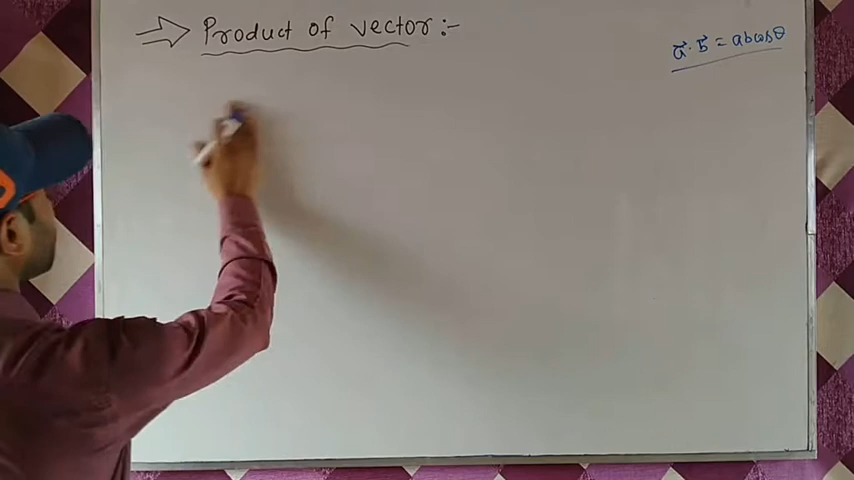 ⇒ Product of vector :-
a⃗ · b⃗ = ab cosθ